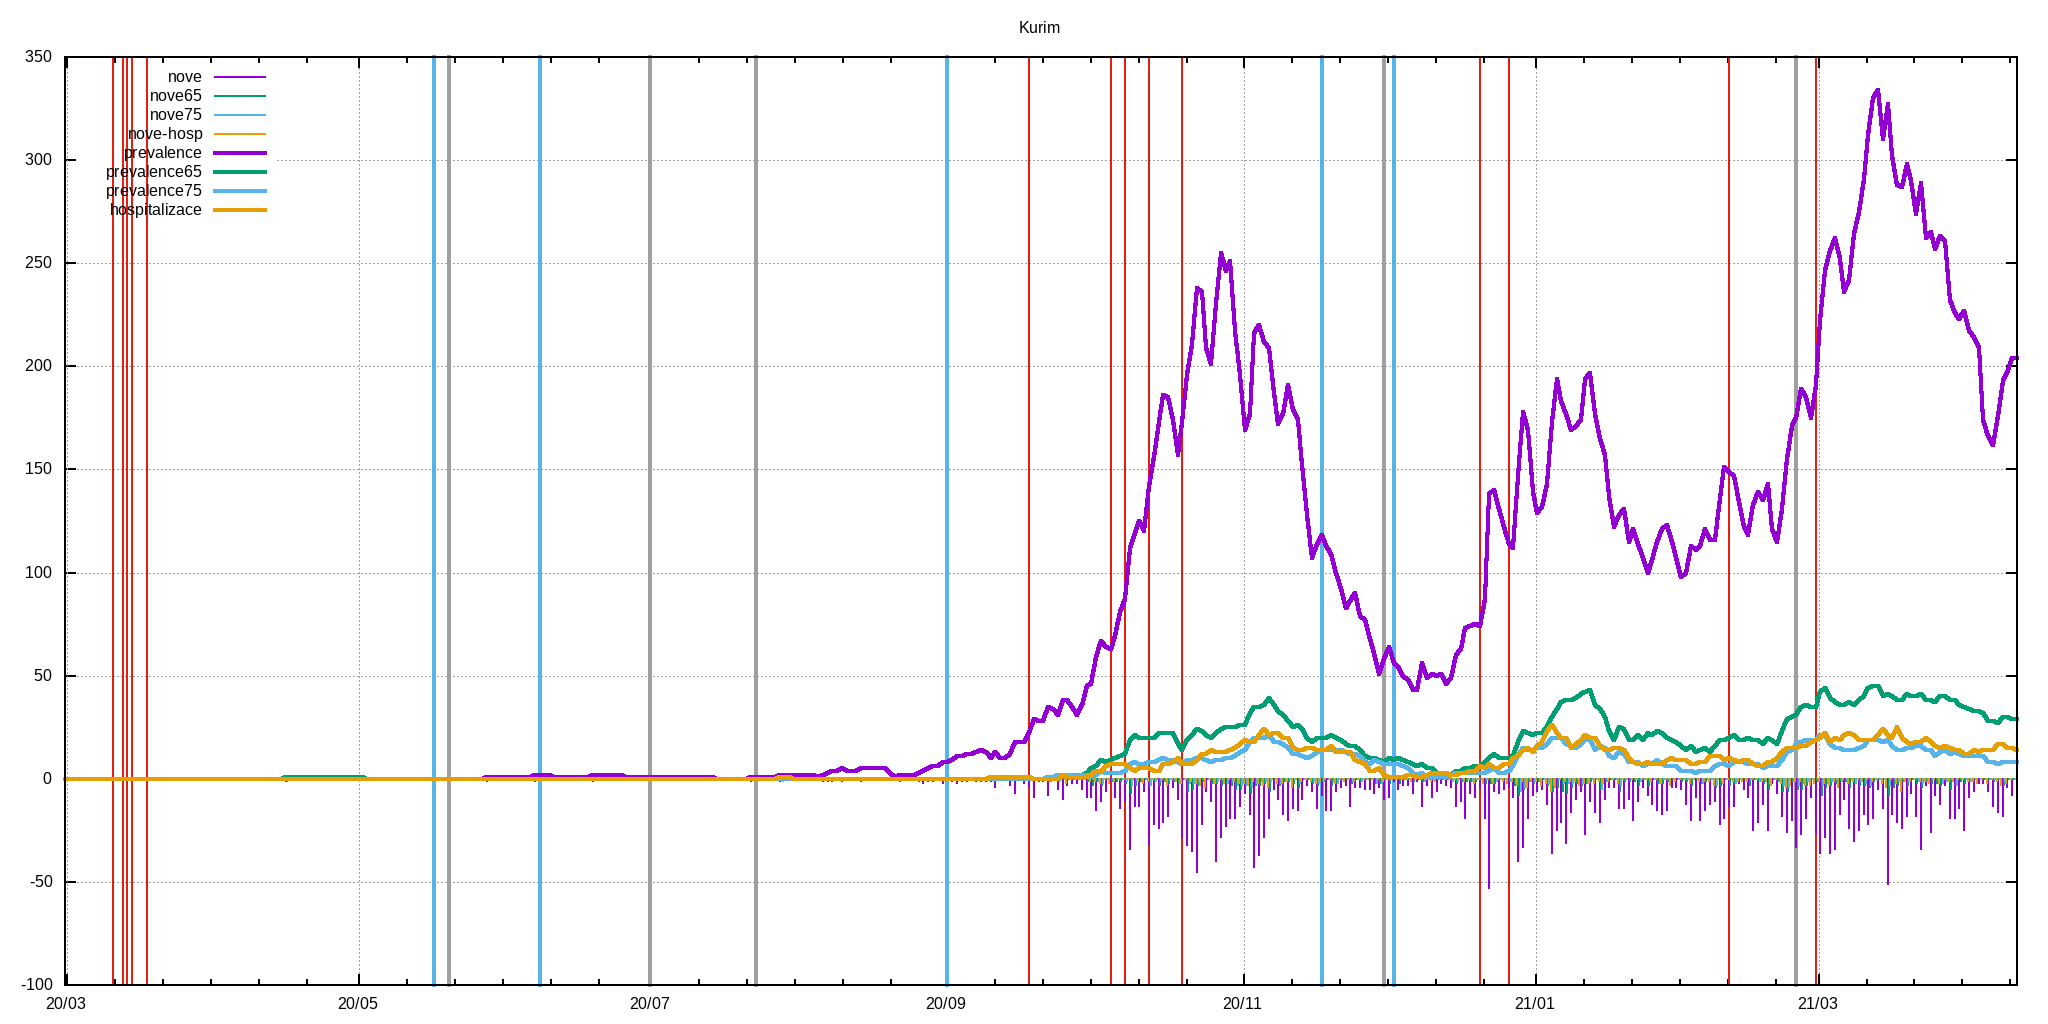 Kurim
350
300
250
200
150
100
50
0
-50
-100
nove
nove65
nove75
nove-hosp
prevalence
prevalence65
prevalence75
hospitalizace
20/03 20/05 20/07 20/09 20/11 21/01 21/03